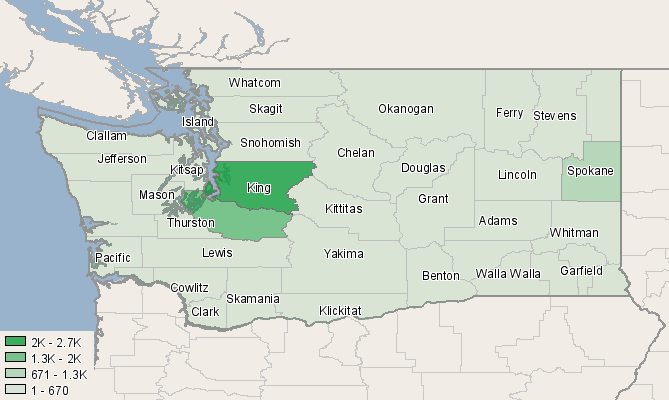 Whatcom
Skagit
Okanogan
Ferry
Stevens
Island
Clallam
Snohomish
Jefferson
Chelan
Kitsap
Douglas
Spokane
Lincoln
King
Mason
Grant
Kittitas
Thurston
Adams
Whitman
Lewis
Yakima
Pacific
Benton
Walla Walla
Garfield
Cowlitz
Skamania
Clark
Klickitat
2K - 2.7K
1.3K - 2K
671 - 1.3K
1 - 670